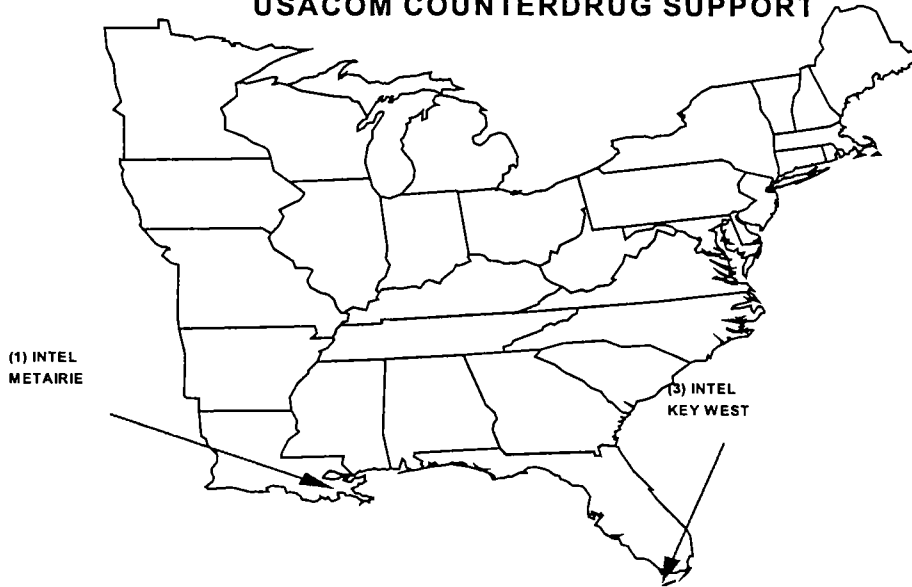 USACOM COUNTERDRUG SUPPORT
(1) INTEL
METAIRIE
(3) INTEL
KEY WEST